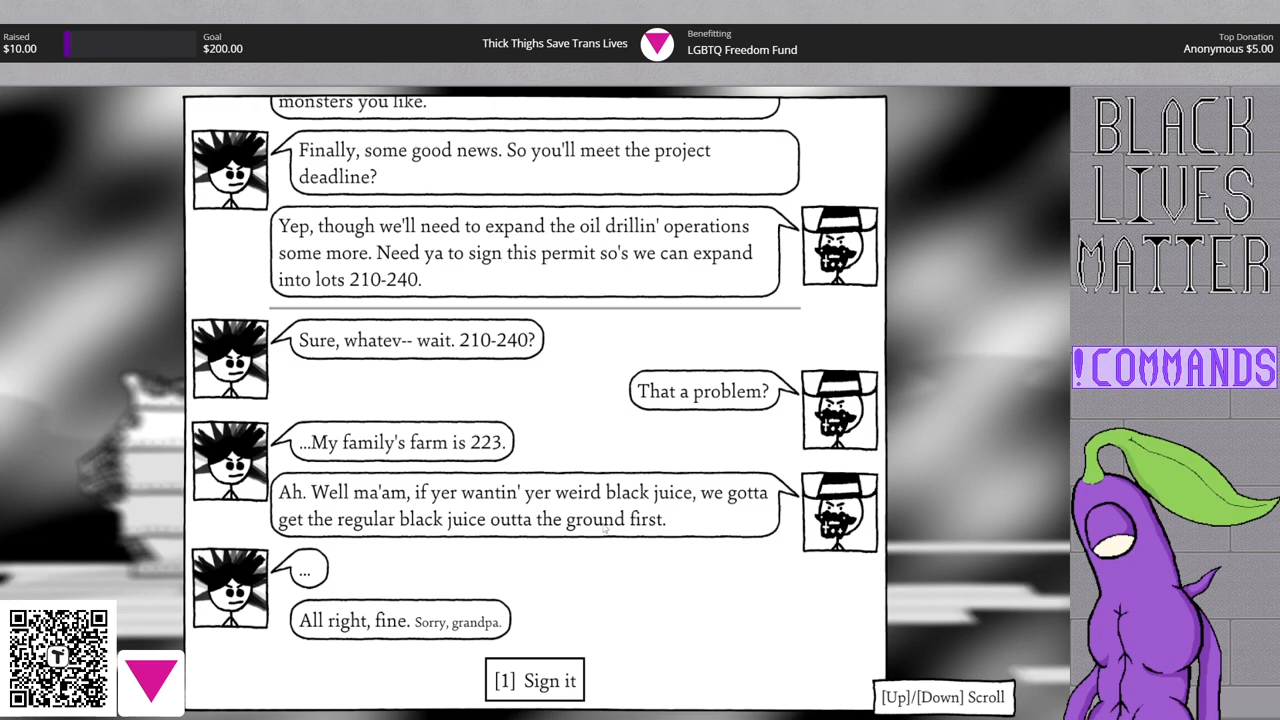 Raised
$10.00
Goal
$200.00
Thick Thighs Save Trans Lives
Benefitting
LGBTQ Freedom Fund
Top Donation
Anonymous $5.00
monsters you like.
Finally, some good news. So you'll meet the project
deadline?
Yep, though we'll need to expand the oil drillin' operations
some more. Need ya to sign this permit so's we can expand
into lots 210-240.
Sure, whatev-- wait. 210-240?
That a problem?
...My family's farm is 223.
Ah. Well ma'am, if yer wantin' yer weird black juice, we gotta
get the regular black juice outta the ground first.
...
All right, fine. Sorry, grandpa.
[1] Sign it
[Up]/[Down] Scroll
BLACK
LIVES
MATTER
!COMMANDS
T